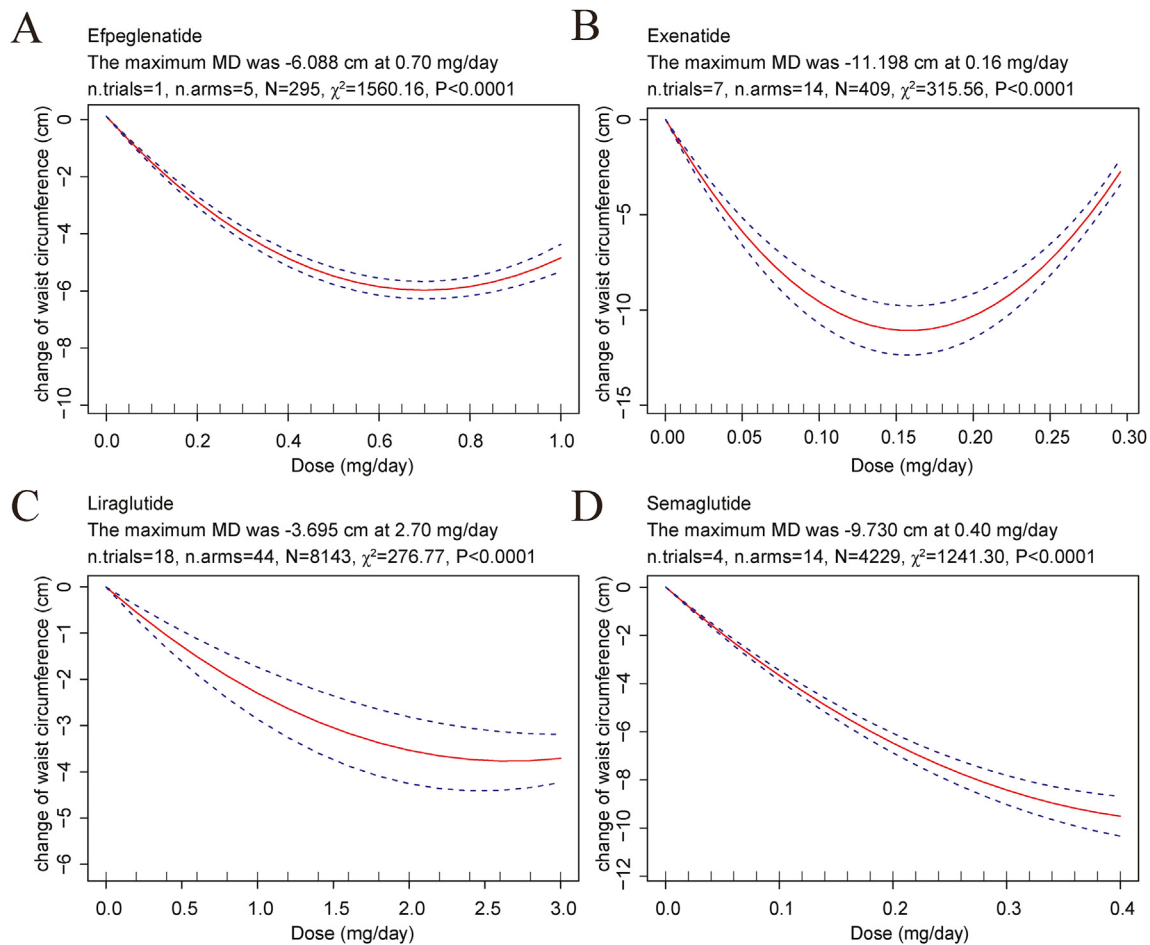 A
Efpeglenatide
The maximum MD was -6.088 cm at 0.70 mg/day
n.trials=1, n.arms=5, N=295, χ²=1560.16, P<0.0001
change of waist circumference (cm)
0
−2
−4
−6
−8
−10
0.0 0.2 0.4 0.6 0.8 1.0
Dose (mg/day)
B
Exenatide
The maximum MD was -11.198 cm at 0.16 mg/day
n.trials=7, n.arms=14, N=409, χ²=315.56, P<0.0001
change of waist circumference (cm)
0
−5
−10
−15
0.00 0.05 0.10 0.15 0.20 0.25 0.30
Dose (mg/day)
C
Liraglutide
The maximum MD was -3.695 cm at 2.70 mg/day
n.trials=18, n.arms=44, N=8143, χ²=276.77, P<0.0001
change of waist circumference (cm)
0
−1
−2
−3
−4
−5
−6
0.0 0.5 1.0 1.5 2.0 2.5 3.0
Dose (mg/day)
D
Semaglutide
The maximum MD was -9.730 cm at 0.40 mg/day
n.trials=4, n.arms=14, N=4229, χ²=1241.30, P<0.0001
change of waist circumference (cm)
0
−2
−4
−6
−8
−10
−12
0.0 0.1 0.2 0.3 0.4
Dose (mg/day)